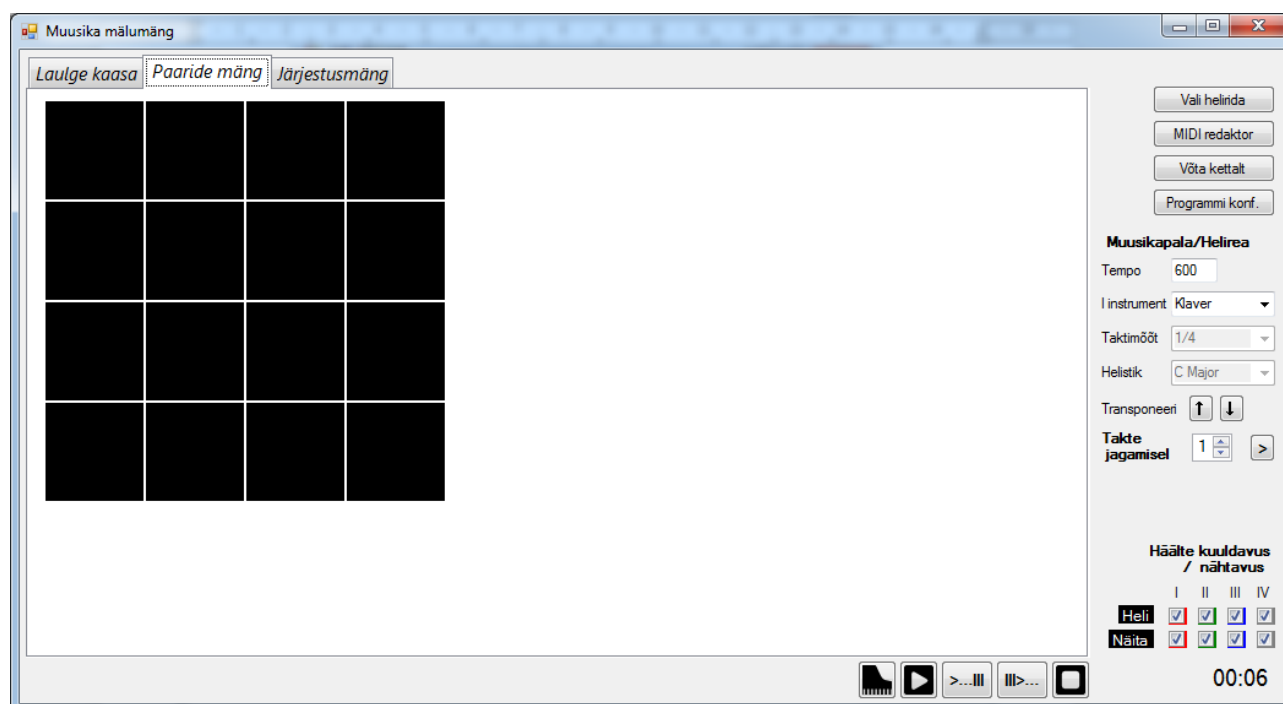 Muusika mälumäng
Laulge kaasa Paaride mäng Järjestusmäng
Vali helirida
MIDI redaktor
Võta kettalt
Programmi konf.
Muusikapala/Helirea
Tempo 600
I instrument Klaver
Taktimõõt 1/4
Helistik C Major
Transponeeri ↑ ↓
Takte
jagamisel 1 >
Häälte kuuldavus
/ nähtavus
I II III IV
Heli
Näita
>...III III>... 00:06